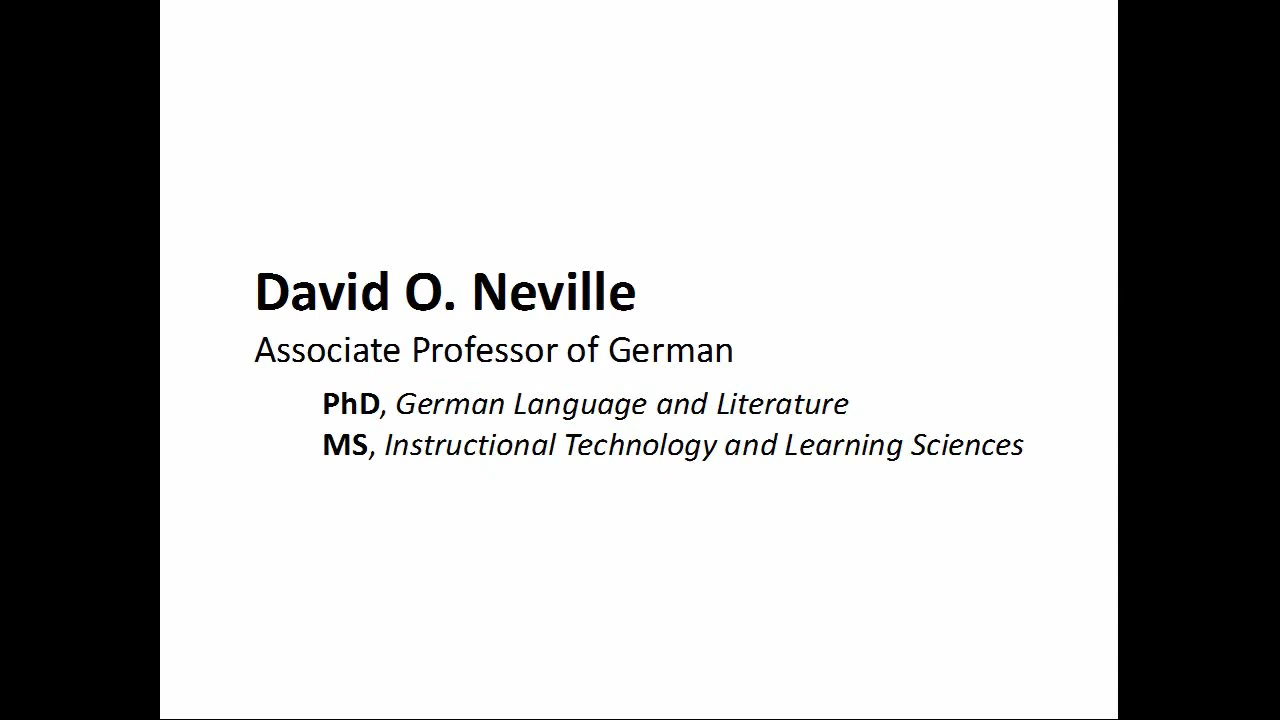 David O. Neville
Associate Professor of German
PhD, German Language and Literature
MS, Instructional Technology and Learning Sciences